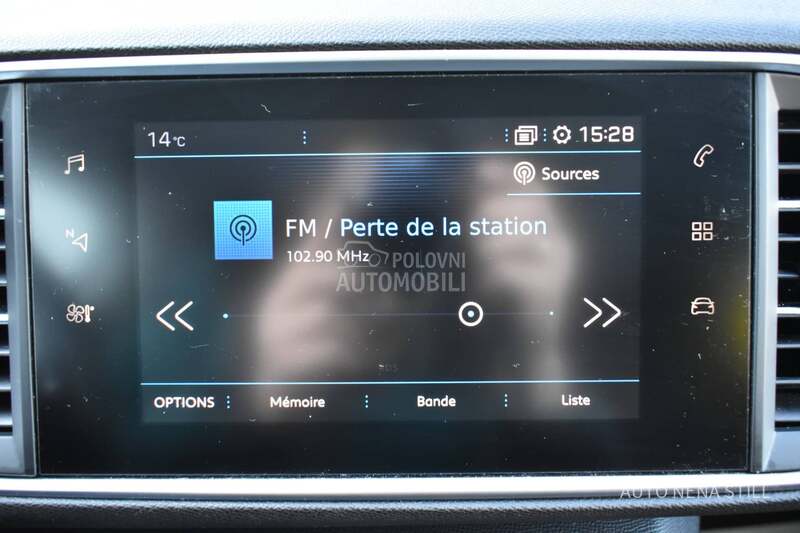 14°C
15:28
Sources
FM / Perte de la station
102.90 MHz
POLOVNI
AUTOMOBILI
N
OPTIONS
Mémoire
Bande
Liste
AUTO NENA STILL